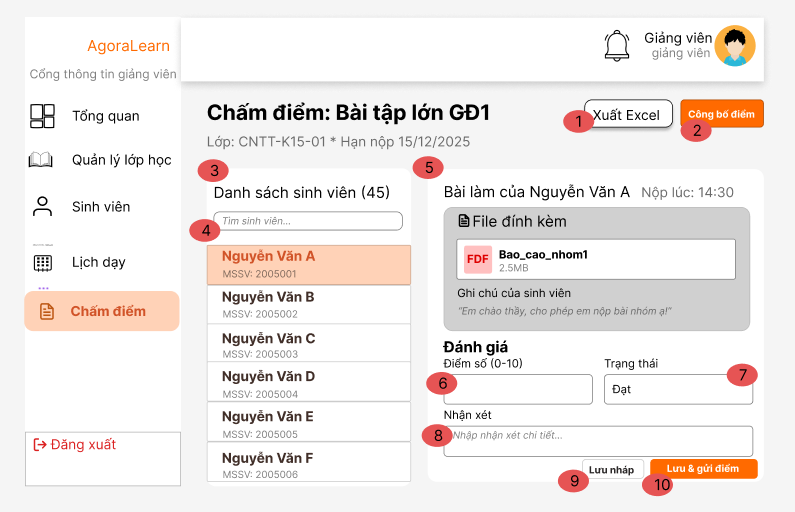 AgoraLearn
Cổng thông tin giảng viên
Tổng quan
Quản lý lớp học
Sinh viên
Lịch dạy
Chấm điểm
Đăng xuất
Giảng viên
giảng viên
Chấm điểm: Bài tập lớn GĐ1
Lớp: CNTT-K15-01 * Hạn nộp 15/12/2025
1
Xuất Excel
Công bố điểm
2
3
Danh sách sinh viên (45)
4
Tìm sinh viên...
Nguyễn Văn A
MSSV: 2005001
Nguyễn Văn B
MSSV: 2005002
Nguyễn Văn C
MSSV: 2005003
Nguyễn Văn D
MSSV: 2005004
Nguyễn Văn E
MSSV: 2005005
Nguyễn Văn F
MSSV: 2005006
5
Bài làm của Nguyễn Văn A Nộp lúc: 14:30
File đính kèm
FDF
Bao_cao_nhom1
2.5MB
Ghi chú của sinh viên
"Em chào thầy, cho phép em nộp bài nhóm ạ!"
Đánh giá
Điểm số (0-10)
6
Trạng thái
7
Đạt
Nhận xét
8
Nhập nhận xét chi tiết...
9
Lưu nháp
10
Lưu & gửi điểm